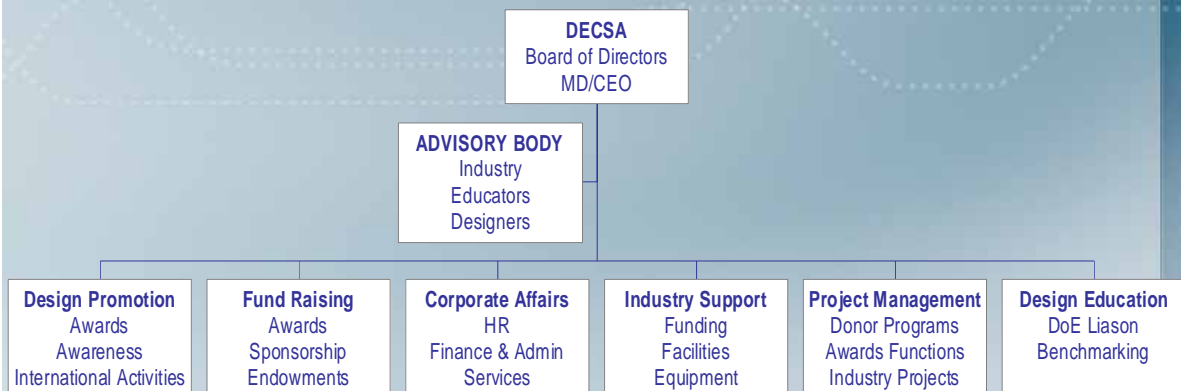 DECSA
Board of Directors
MD/CEO
ADVISORY BODY
Industry
Educators
Designers
Design Promotion
Awards
Awareness
International Activities
Fund Raising
Awards
Sponsorship
Endowments
Corporate Affairs
HR
Finance & Admin
Services
Industry Support
Funding
Facilities
Equipment
Project Management
Donor Programs
Awards Functions
Industry Projects
Design Education
DoE Liason
Benchmarking